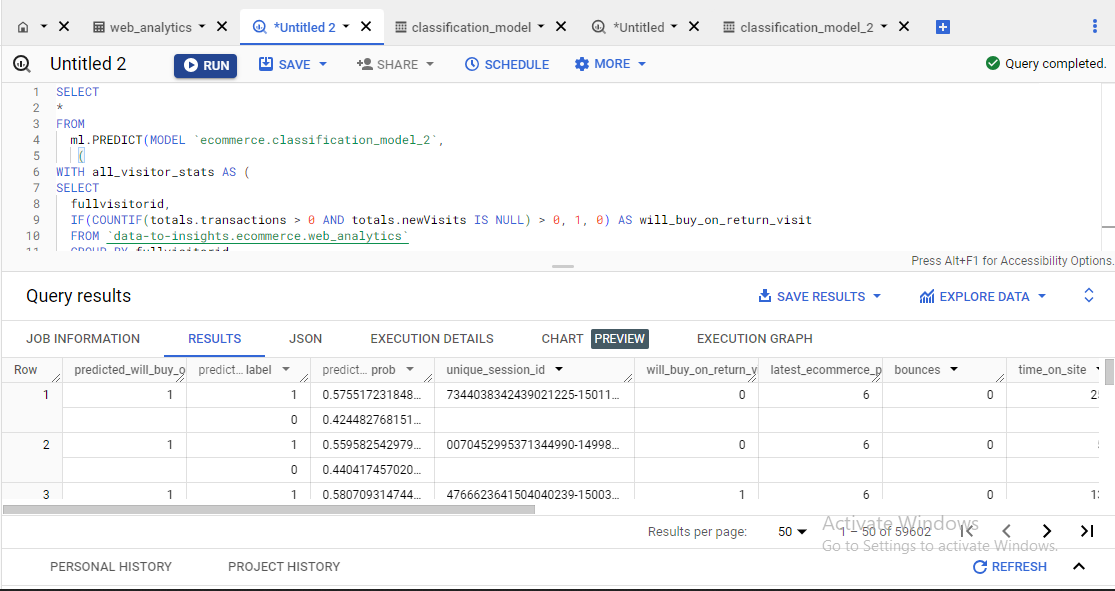 web_analytics *Untitled 2 classification_model *Untitled classification_model_2
Untitled 2 RUN SAVE SHARE SCHEDULE MORE Query completed.
1 SELECT
2 *
3 FROM
4 ml.PREDICT(MODEL `ecommerce.classification_model_2`,
5 (
6 WITH all_visitor_stats AS (
7 SELECT
8 fullvisitorid,
9 IF(COUNTIF(totals.transactions > 0 AND totals.newVisits IS NULL) > 0, 1, 0) AS will_buy_on_return_visit
10 FROM `data-to-insights.ecommerce.web_analytics`
11 GROUP BY fullvisitorid
Press Alt+F1 for Accessibility Options.
Query results SAVE RESULTS EXPLORE DATA
JOB INFORMATION RESULTS JSON EXECUTION DETAILS CHART PREVIEW EXECUTION GRAPH
Row predicted_will_buy_o predict... label predict... prob unique_session_id will_buy_on_return_v latest_ecommerce_p bounces time_on_site
1 1 1 0.575517231848... 7344038342439021225-15011... 0 6 0
0 0.424482768151...
2 1 1 0.559582542979... 0070452995371344990-14998... 0 6 0
0 0.440417457020...
3 1 1 0.580709314744... 4766623641504040239-15003... 1 6 0
Results per page: 50 1 – 50 of 59602
Activate Windows
Go to Settings to activate Windows.
PERSONAL HISTORY PROJECT HISTORY REFRESH